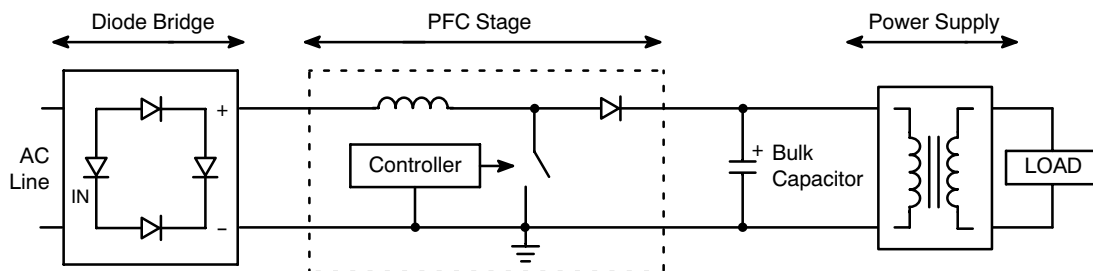 Diode Bridge
PFC Stage
Power Supply
AC
Line
IN
+
−
Controller
+
Bulk
Capacitor
LOAD